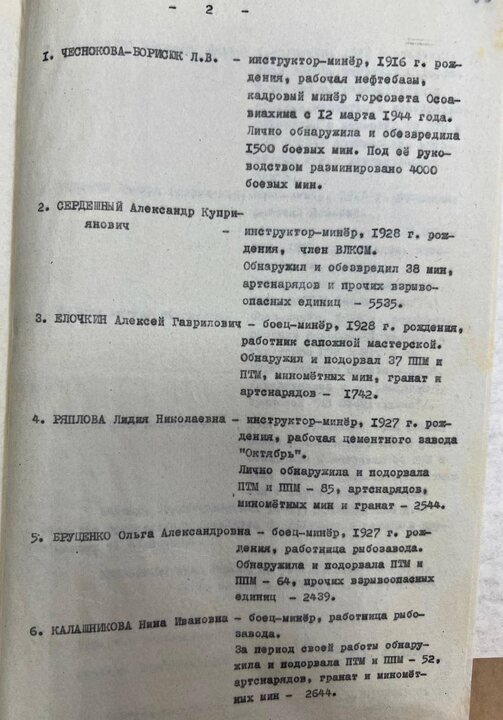 - 2 -
1. ЧЕСНОКОВА-БОРИСЮК Л.В. - инструктор-минёр, 1916 г. рож-
дения, рабочая нефтебазы,
кадровый минёр горсовета Осоа-
виахима с 12 марта 1944 года.
Лично обнаружила и обезвредила
1500 боевых мин. Под её руко-
водством разминировано 4000
боевых мин.
2. СЕРДЕШНЫЙ Александр Купри-
янович - инструктор-минёр, 1928 г. рож-
дения, член ВЛКСМ.
Обнаружил и обезвредил 38 мин,
артснарядов и прочих взрыво-
опасных единиц - 5535.
3. ЕЛОЧКИН Алексей Гаврилович - боец-минёр, 1928 г. рождения,
работник сапожной мастерской.
Обнаружил и подорвал 37 ППМ и
ПТМ, миномётных мин, гранат и
артснарядов - 1742.
4. РЯПЛОВА Лидия Николаевна - инструктор-минёр, 1927 г. рож-
дения, рабочая цементного завода
"Октябрь".
Лично обнаружила и подорвала
ПТМ и ППМ - 85, артснарядов,
миномётных мин и гранат - 2544.
5. БРУЦЕНКО Ольга Александровна - боец-минёр, 1927 г. рож-
дения, работница рыбозавода.
Обнаружила и подорвала ПТМ и
ППМ - 64, прочих взрывоопасных
единиц - 2439.
6. КАЛАШНИКОВА Нина Ивановна - боец-минёр, работница рыбо-
завода.
За период своей работы обнару-
жила и подорвала ПТМ и ППМ - 52,
артснарядов, гранат и миномёт-
ных мин - 2644.